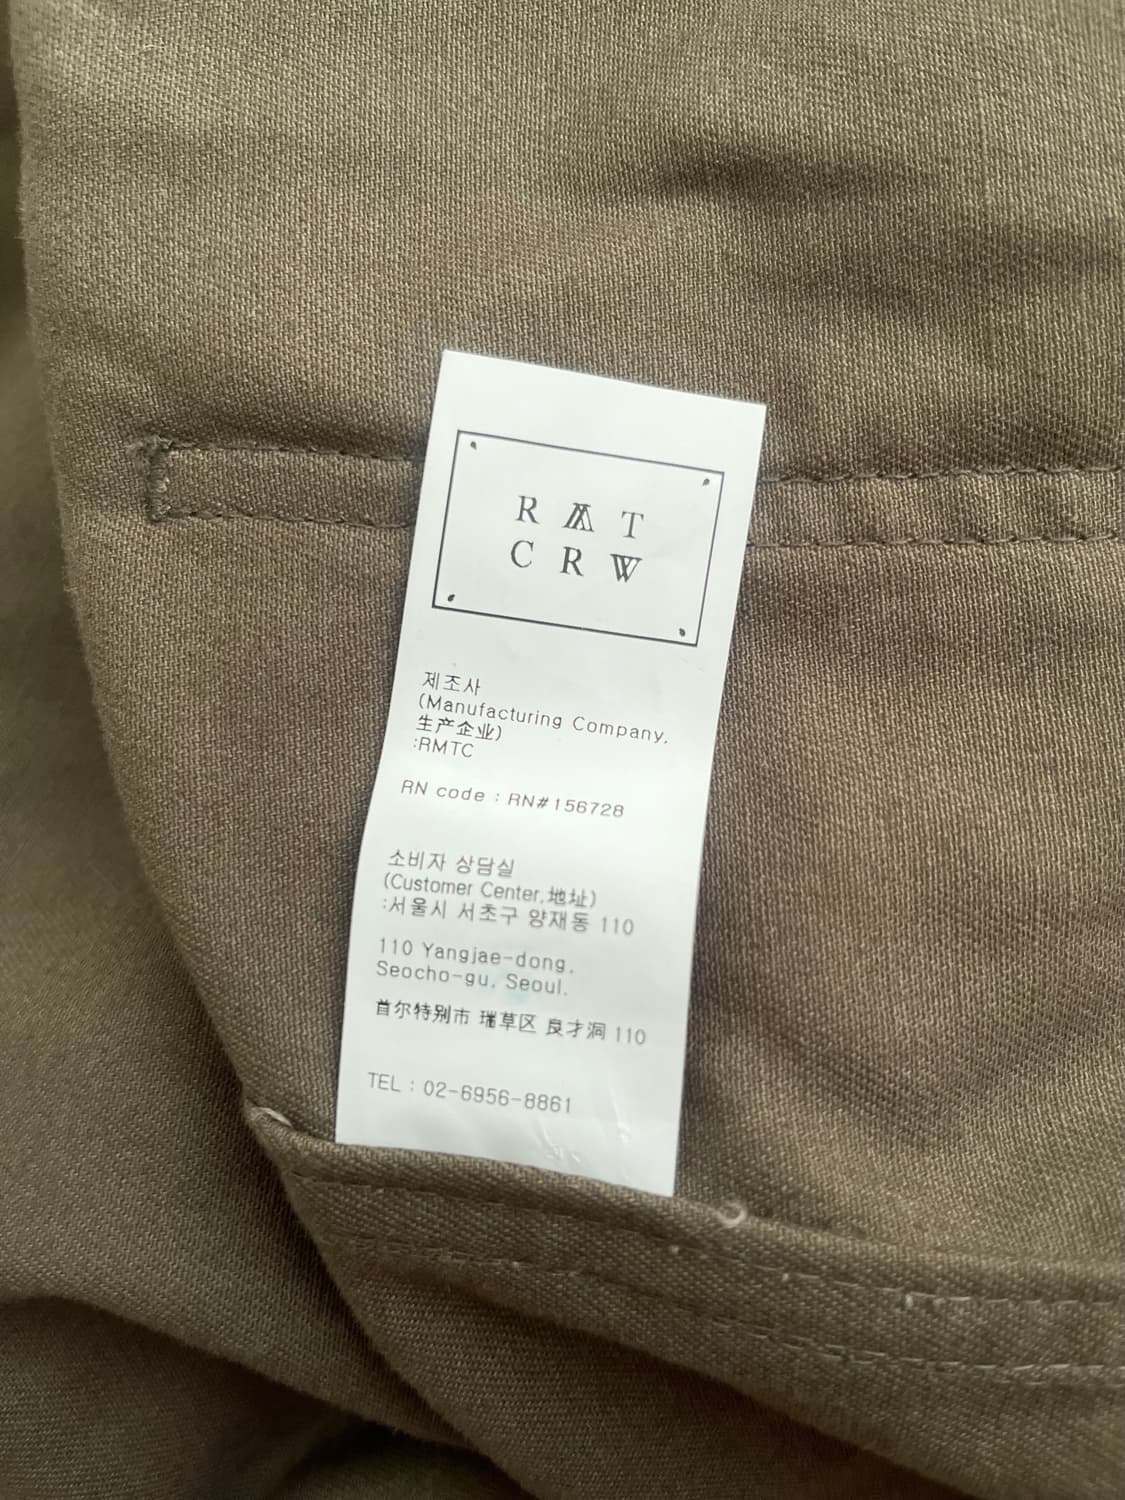 R M T
C R W
제조사
(Manufacturing Company,
生产企业)
:RMTC
RN code : RN#156728
소비자 상담실
(Customer Center,地址)
:서울시 서초구 양재동 110
110 Yangjae-dong,
Seocho-gu, Seoul.
首尔特别市 瑞草区 良才洞 110
TEL : 02-6956-8861